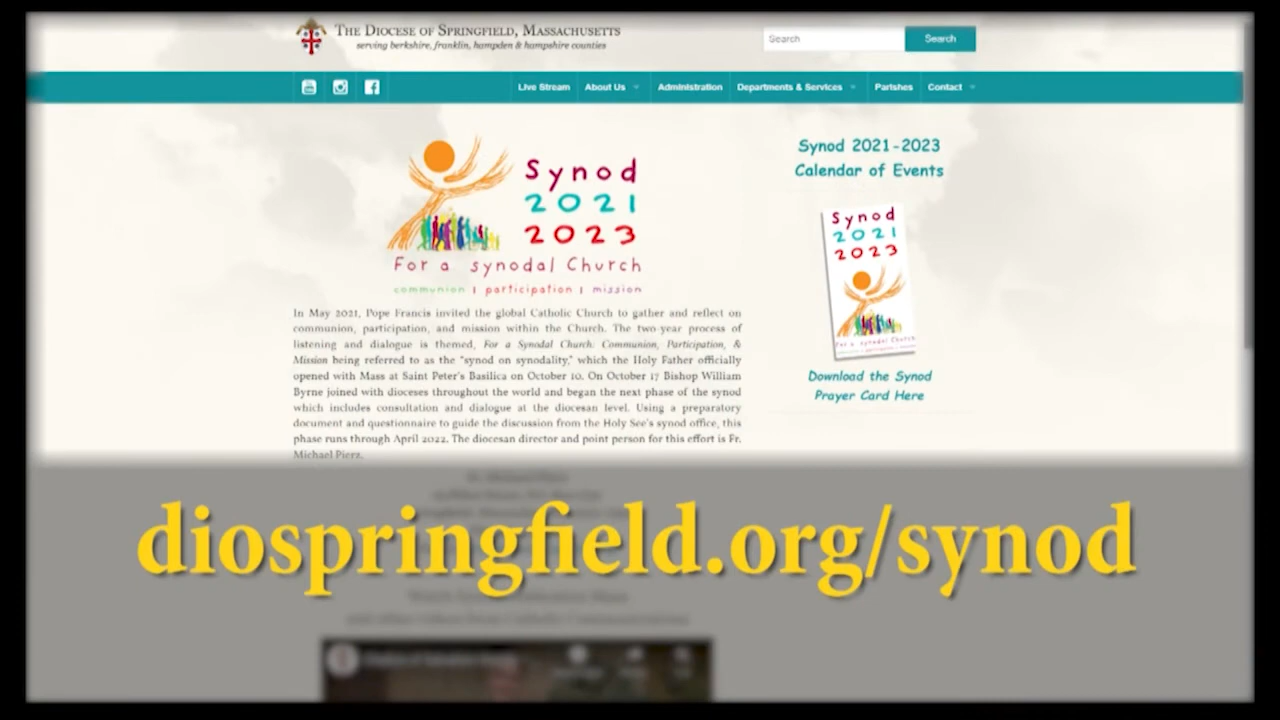 THE DIOCESE OF SPRINGFIELD, MASSACHUSETTS
serving berkshire, franklin, hampden & hampshire counties
Search
Search
Live Stream
About Us
Administration
Departments & Services
Parishes
Contact
Synod
2021
2023
For a synodal Church
communion | participation | mission
In May 2021, Pope Francis invited the global Catholic Church to gather and reflect on
communion, participation, and mission within the Church. The two-year process of
listening and dialogue is themed, For a Synodal Church: Communion, Participation, &
Mission being referred to as the "synod on synodality," which the Holy Father officially
opened with Mass at Saint Peter's Basilica on October 10. On October 17 Bishop William
Byrne joined with dioceses throughout the world and began the next phase of the synod
which includes consultation and dialogue at the diocesan level. Using a preparatory
document and questionnaire to guide the discussion from the Holy See's synod office, this
phase runs through April 2022. The diocesan director and point person for this effort is Fr.
Michael Pierz.
Synod 2021-2023
Calendar of Events
Synod
2021
2023
For a synodal Church
Download the Synod
Prayer Card Here
diospringfield.org/synod